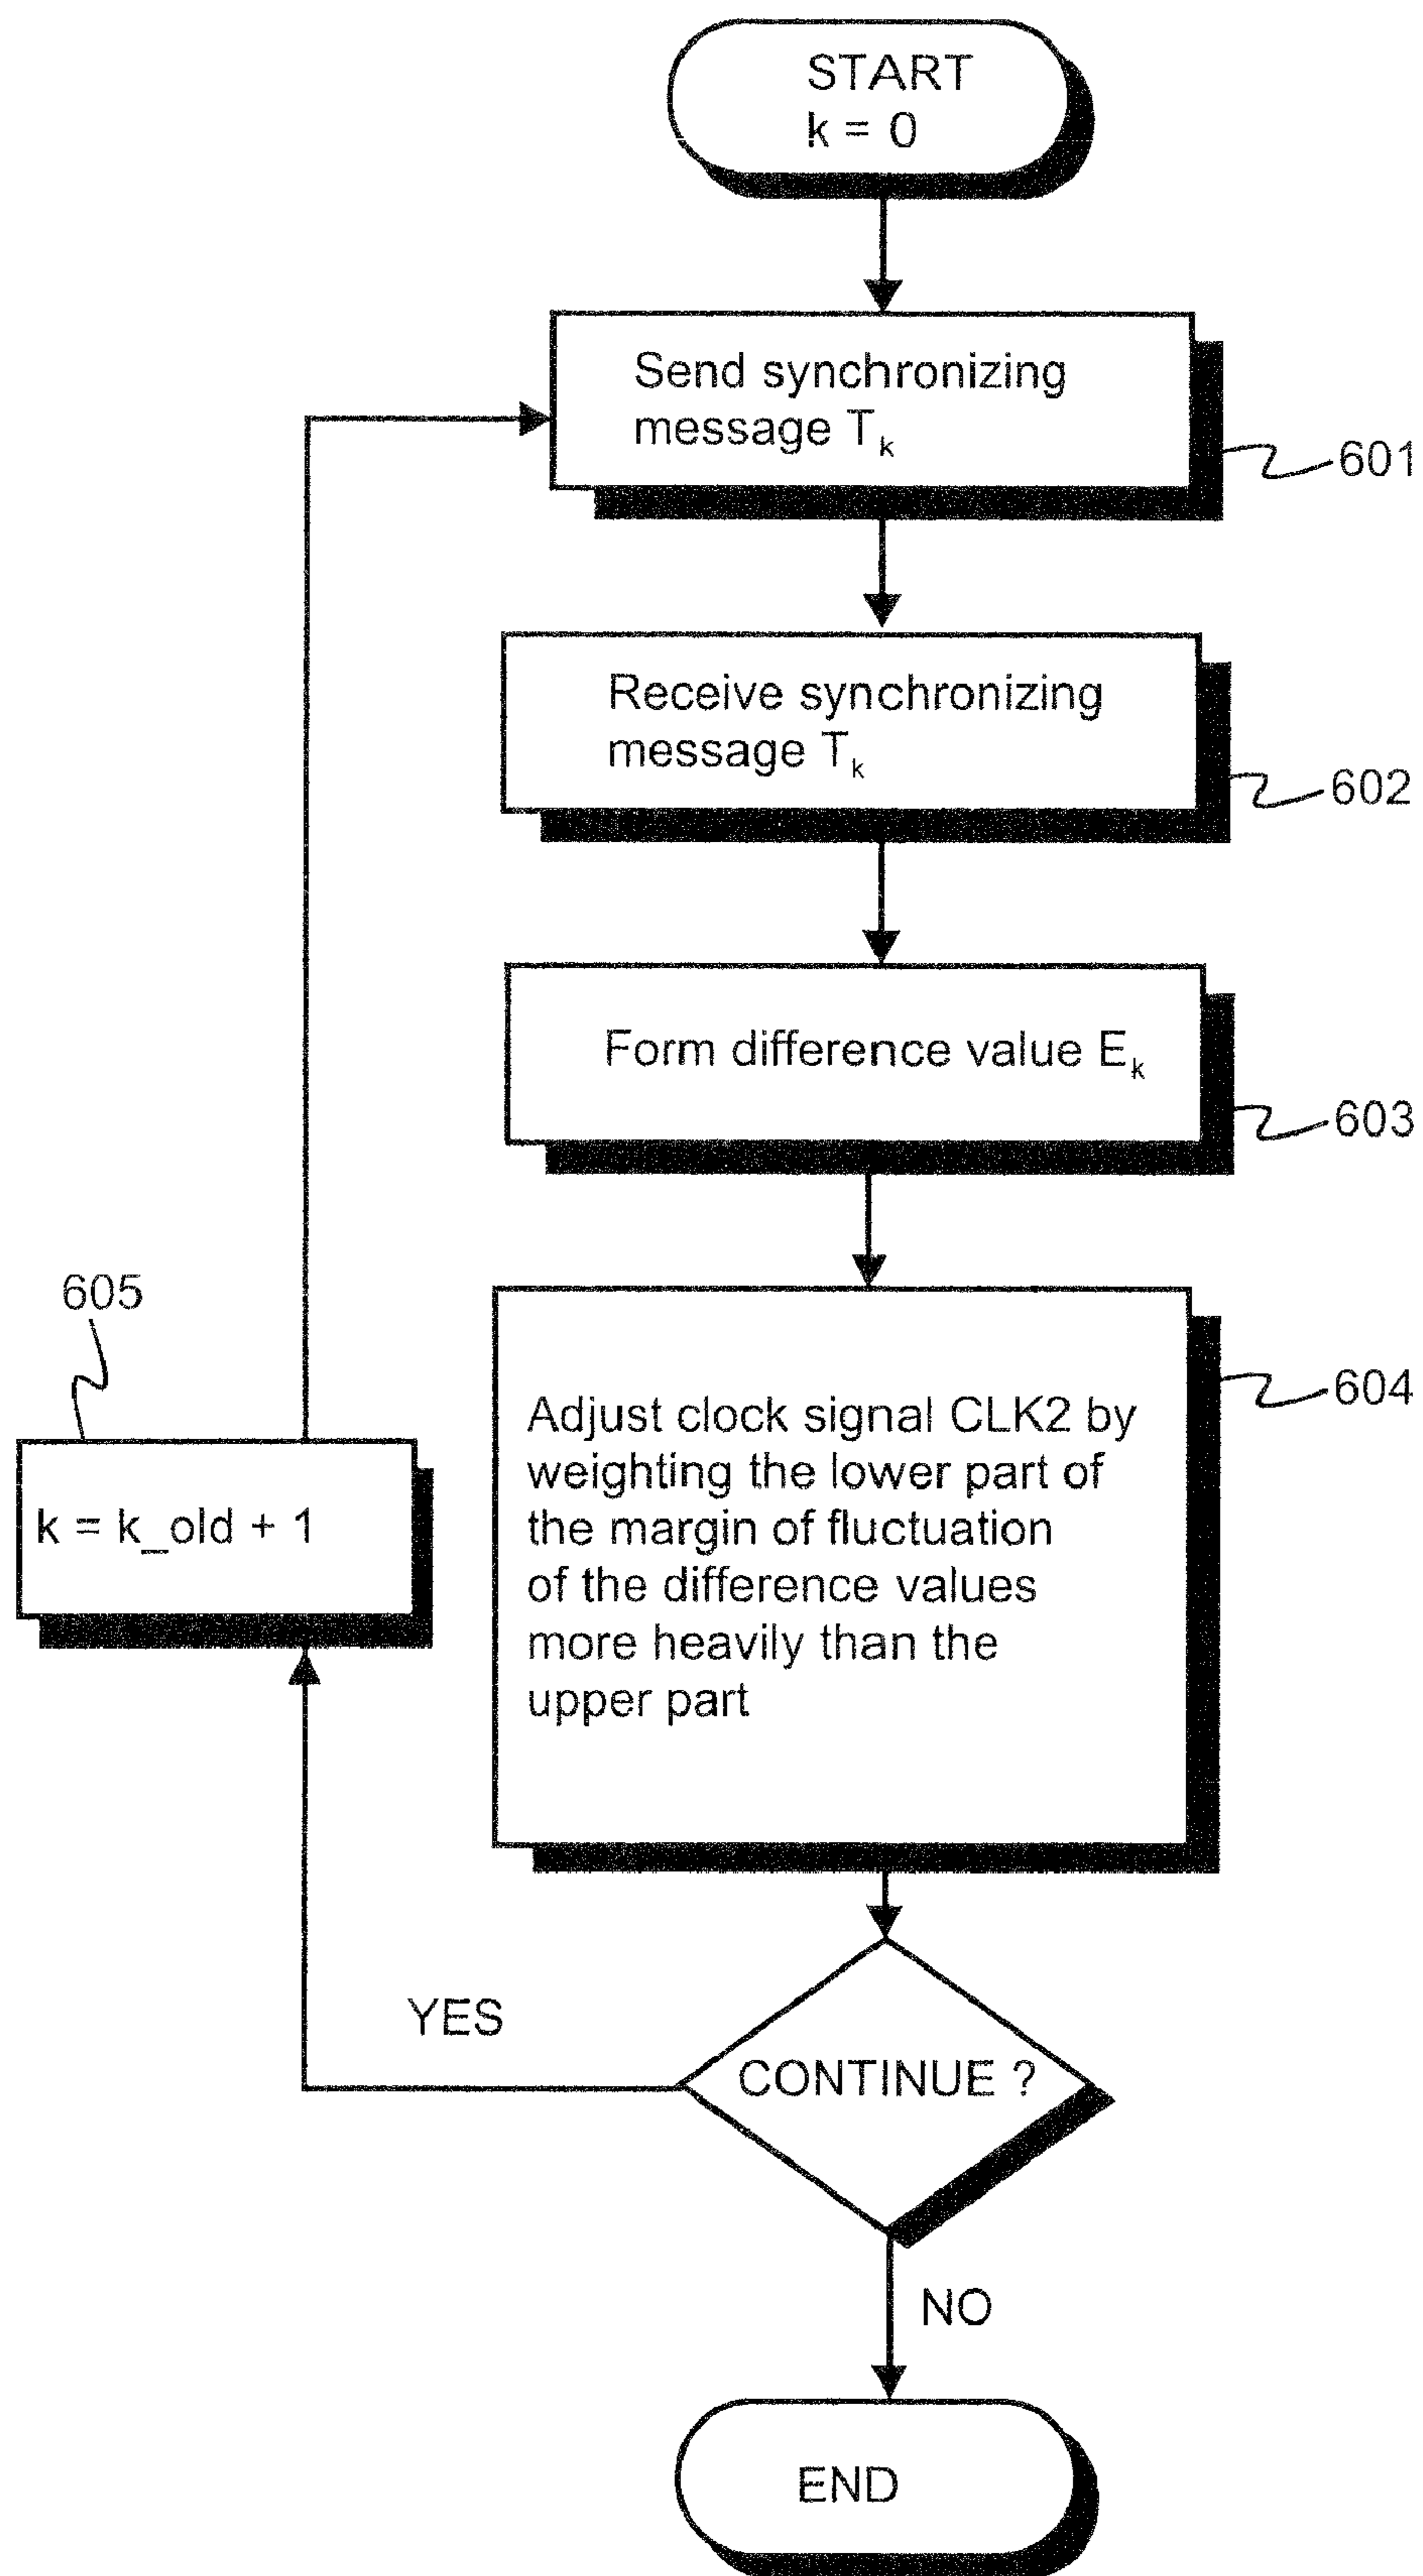 START
k = 0
Send synchronizing
message Tk
601
Receive synchronizing
message Tk
602
Form difference value Ek
603
605
604
Adjust clock signal CLK2 by
weighting the lower part of
the margin of fluctuation
of the difference values
more heavily than the
upper part
k = k_old + 1
YES
CONTINUE ?
NO
END